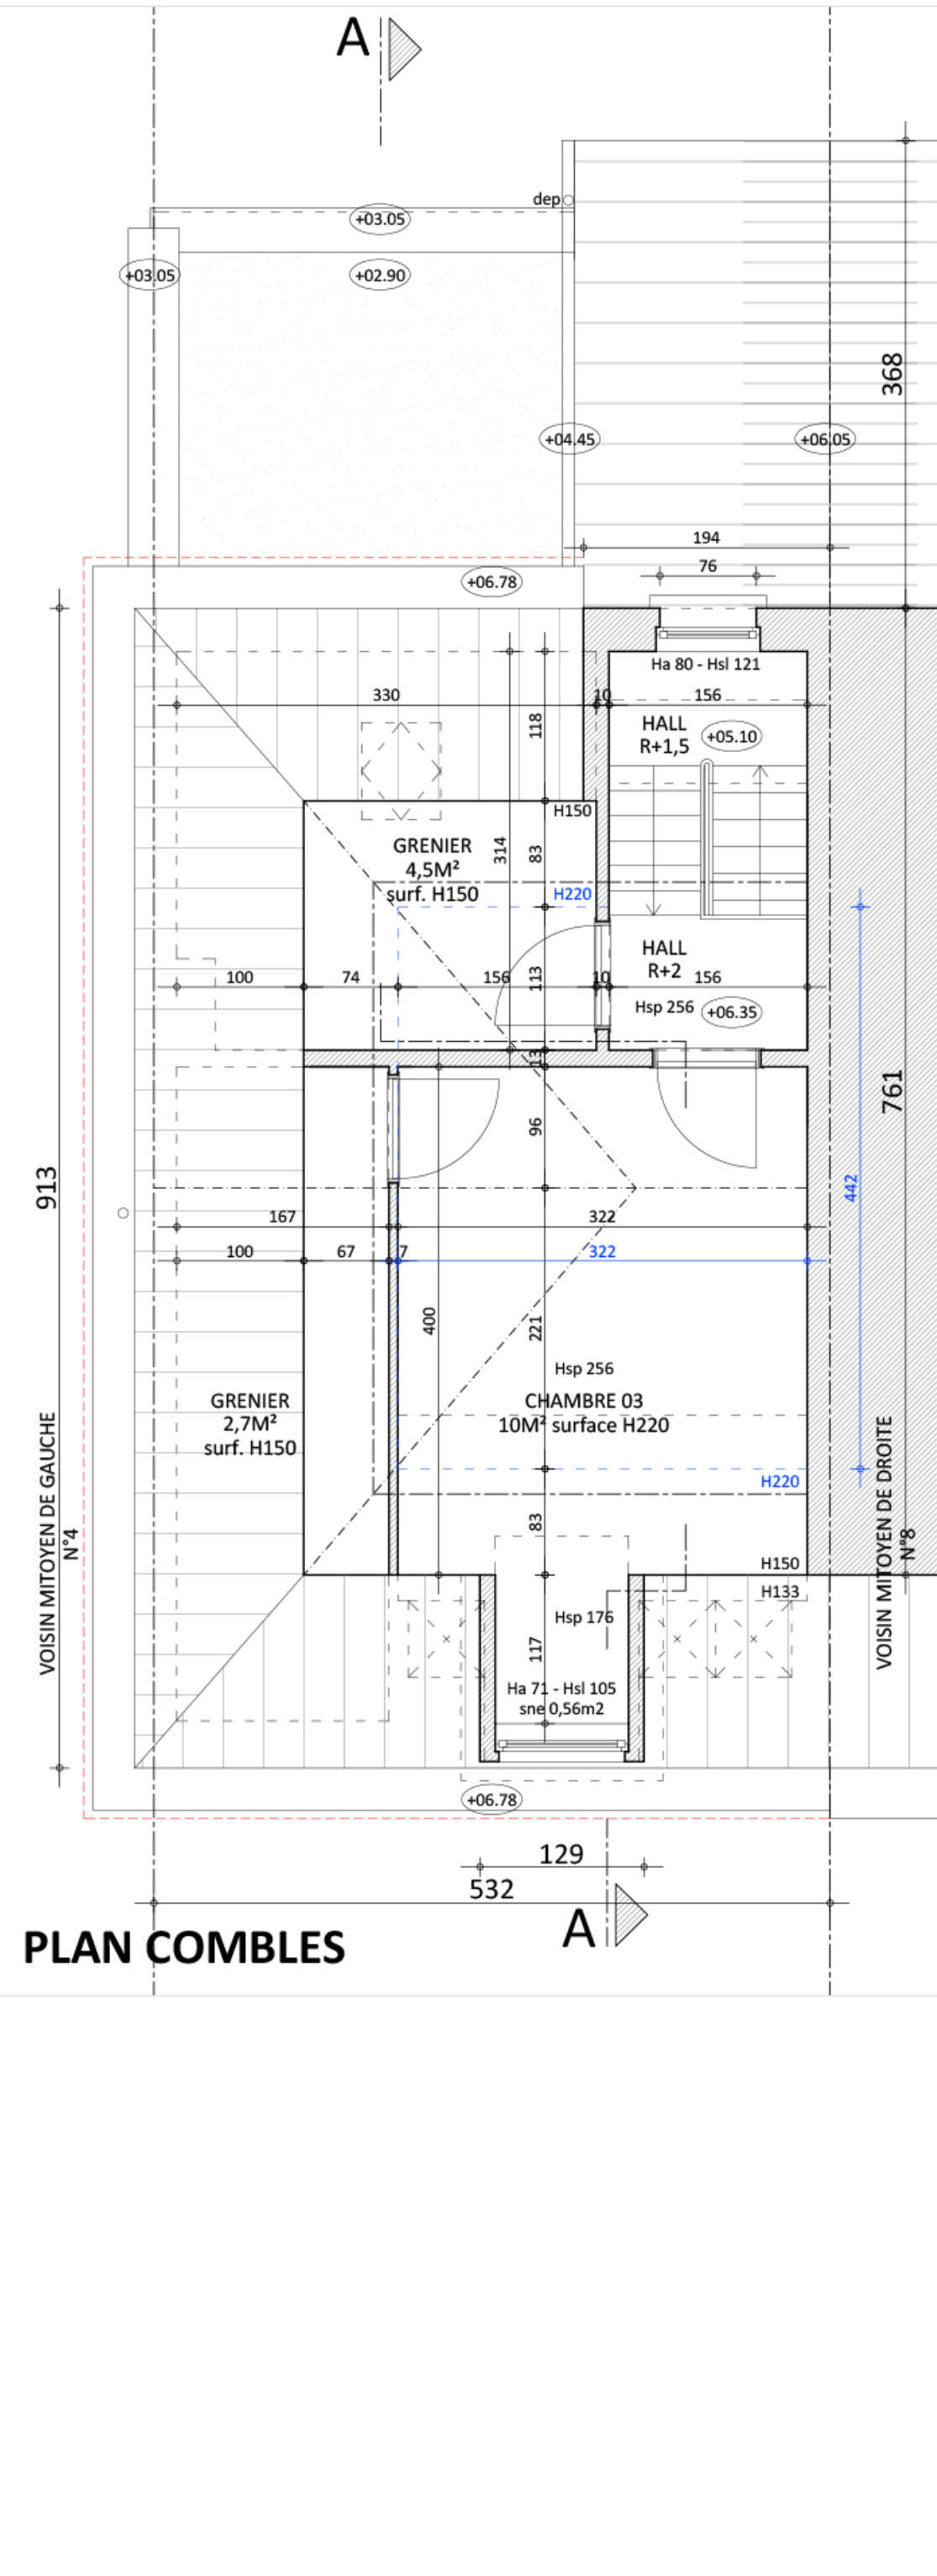 A
dep
+03.05
+03.05
+02.90
368
+04.45
+06.05
194
76
+06.78
Ha 80 - Hsl 121
330
10
156
118
HALL
R+1,5
+05.10
H150
GRENIER
4,5M²
surf. H150
314
83
H220
HALL
R+2
100
74
156
113
10
156
Hsp 256
+06.35
13
761
96
913
442
167
322
100
67
7
322
400
221
Hsp 256
GRENIER
2,7M²
surf. H150
CHAMBRE 03
10M² surface H220
H220
VOISIN MITOYEN DE GAUCHE
N°4
VOISIN MITOYEN DE DROITE
N°8
83
H150
H133
Hsp 176
117
Ha 71 - Hsl 105
sne 0,56m2
+06.78
129
532
A
PLAN COMBLES